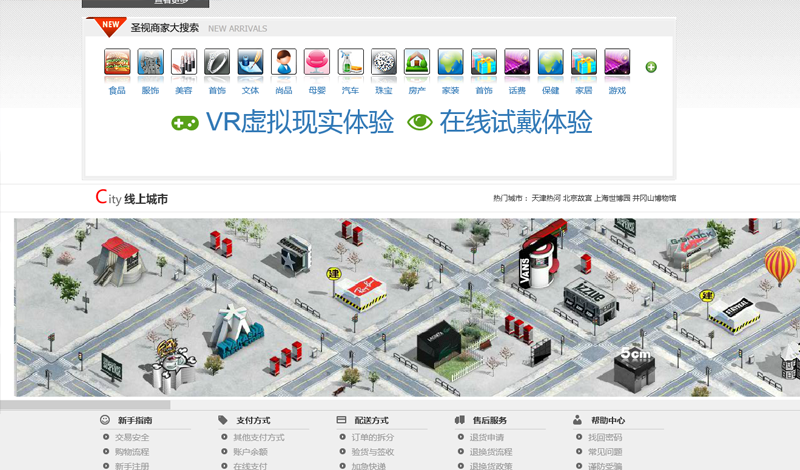 查看更多
NEW 圣视商家大搜索 NEW ARRIVALS
食品 服饰 美容 首饰 文体 尚品 母婴 汽车 珠宝 房产 家装 首饰 话费 保健 家居 游戏
VR虚拟现实体验 在线试戴体验
City 线上城市
热门城市： 天津热河 北京故宫 上海世博园 井冈山博物馆
G-SHOCK
VANS
建
Ray-Ban
izzue
建
5cm
新手指南 支付方式 配送方式 售后服务 帮助中心
交易安全 其他支付方式 订单的拆分 退货申请 找回密码
购物流程 账户余额 验货与签收 退换货流程 常见问题
新手注册 在线支付 加急快递 退换货政策 谨防受骗